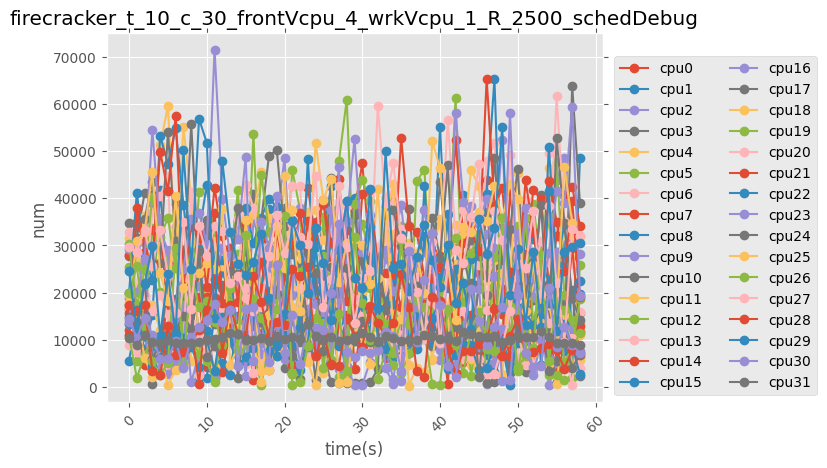 firecracker_t_10_c_30_frontVcpu_4_wrkVcpu_1_R_2500_schedDebug
70000
60000
50000
40000
30000
20000
10000
0
num
0 10 20 30 40 50 60
time(s)
cpu0 cpu16
cpu1 cpu17
cpu2 cpu18
cpu3 cpu19
cpu4 cpu20
cpu5 cpu21
cpu6 cpu22
cpu7 cpu23
cpu8 cpu24
cpu9 cpu25
cpu10 cpu26
cpu11 cpu27
cpu12 cpu28
cpu13 cpu29
cpu14 cpu30
cpu15 cpu31